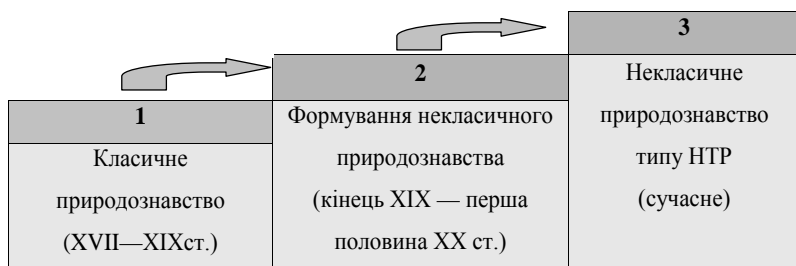 1
Класичне
природознавство
(XVII—XIXст.)
2
Формування некласичного
природознавства
(кінець XIX — перша
половина XX ст.)
3
Некласичне
природознавство
типу НТР
(сучасне)